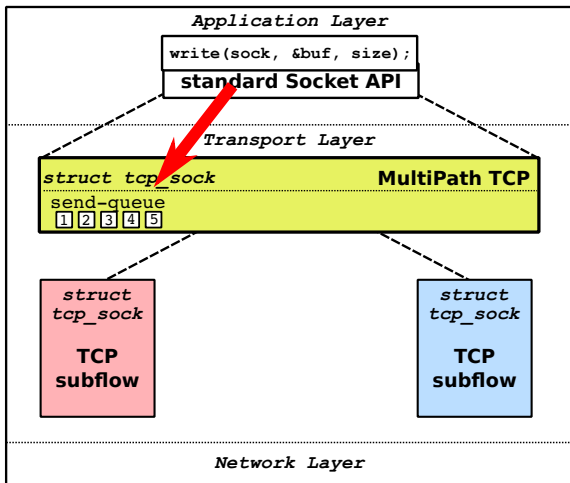 Application Layer
write(sock, &buf, size);
standard Socket API
Transport Layer
struct tcp_sock
MultiPath TCP
send-queue
1 2 3 4 5
struct
tcp_sock
TCP
subflow
struct
tcp_sock
TCP
subflow
Network Layer